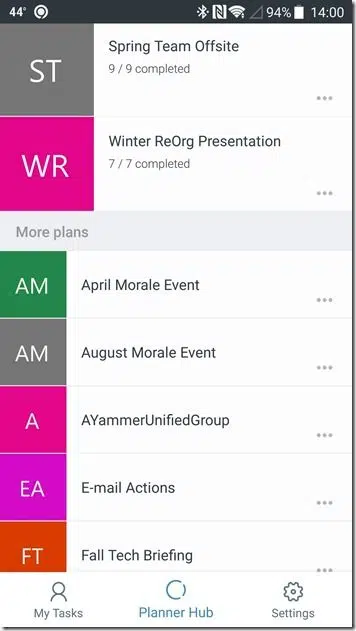 44° 94% 14:00
ST
Spring Team Offsite
9 / 9 completed
WR
Winter ReOrg Presentation
7 / 7 completed
More plans
AM
April Morale Event
AM
August Morale Event
A
AYammerUnifiedGroup
EA
E-mail Actions
FT
Fall Tech Briefing
My Tasks
Planner Hub
Settings